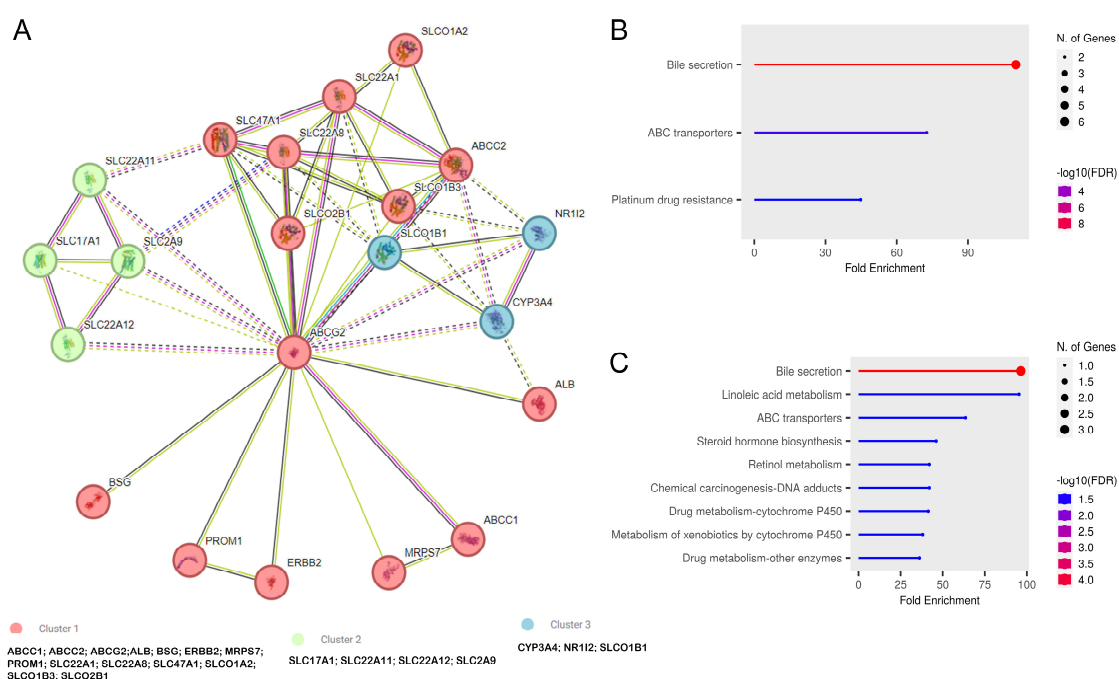 A
SLCO1A2
SLC22A1
SLC47A1
SLC22A8
ABCC2
SLC22A11
SLCO1B3
SLCO2B1
NR1I2
SLCO1B1
SLC17A1
SLC2A9
CYP3A4
SLC22A12
ABCG2
ALB
BSG
ABCC1
PROM1
MRPS7
ERBB2
Cluster 1
ABCC1; ABCC2; ABCG2;ALB; BSG; ERBB2; MRPS7;
PROM1; SLC22A1; SLC22A8; SLC47A1; SLCO1A2;
SLCO1B3; SLCO2B1
Cluster 2
SLC17A1; SLC22A11; SLC22A12; SLC2A9
Cluster 3
CYP3A4; NR1I2; SLCO1B1
B
Bile secretion
ABC transporters
Platinum drug resistance
0 30 60 90
Fold Enrichment
N. of Genes
2
3
4
5
6
-log10(FDR)
4
6
8
C
Bile secretion
Linoleic acid metabolism
ABC transporters
Steroid hormone biosynthesis
Retinol metabolism
Chemical carcinogenesis-DNA adducts
Drug metabolism-cytochrome P450
Metabolism of xenobiotics by cytochrome P450
Drug metabolism-other enzymes
0 25 50 75 100
Fold Enrichment
N. of Genes
1.0
1.5
2.0
2.5
3.0
-log10(FDR)
1.5
2.0
2.5
3.0
3.5
4.0